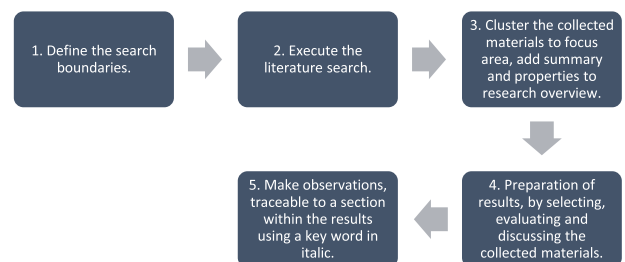 1. Define the search
boundaries.
2. Execute the
literature search.
3. Cluster the collected
materials to focus
area, add summary
and properties to
research overview.
4. Preparation of
results, by selecting,
evaluating and
discussing the
collected materials.
5. Make observations,
traceable to a section
within the results
using a key word in
italic.